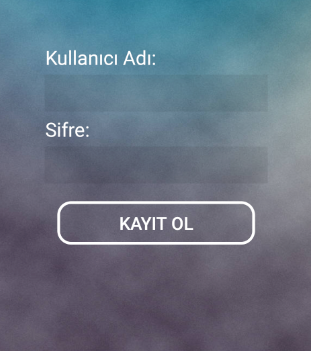 Kullanıcı Adı:
Sifre:
KAYIT OL